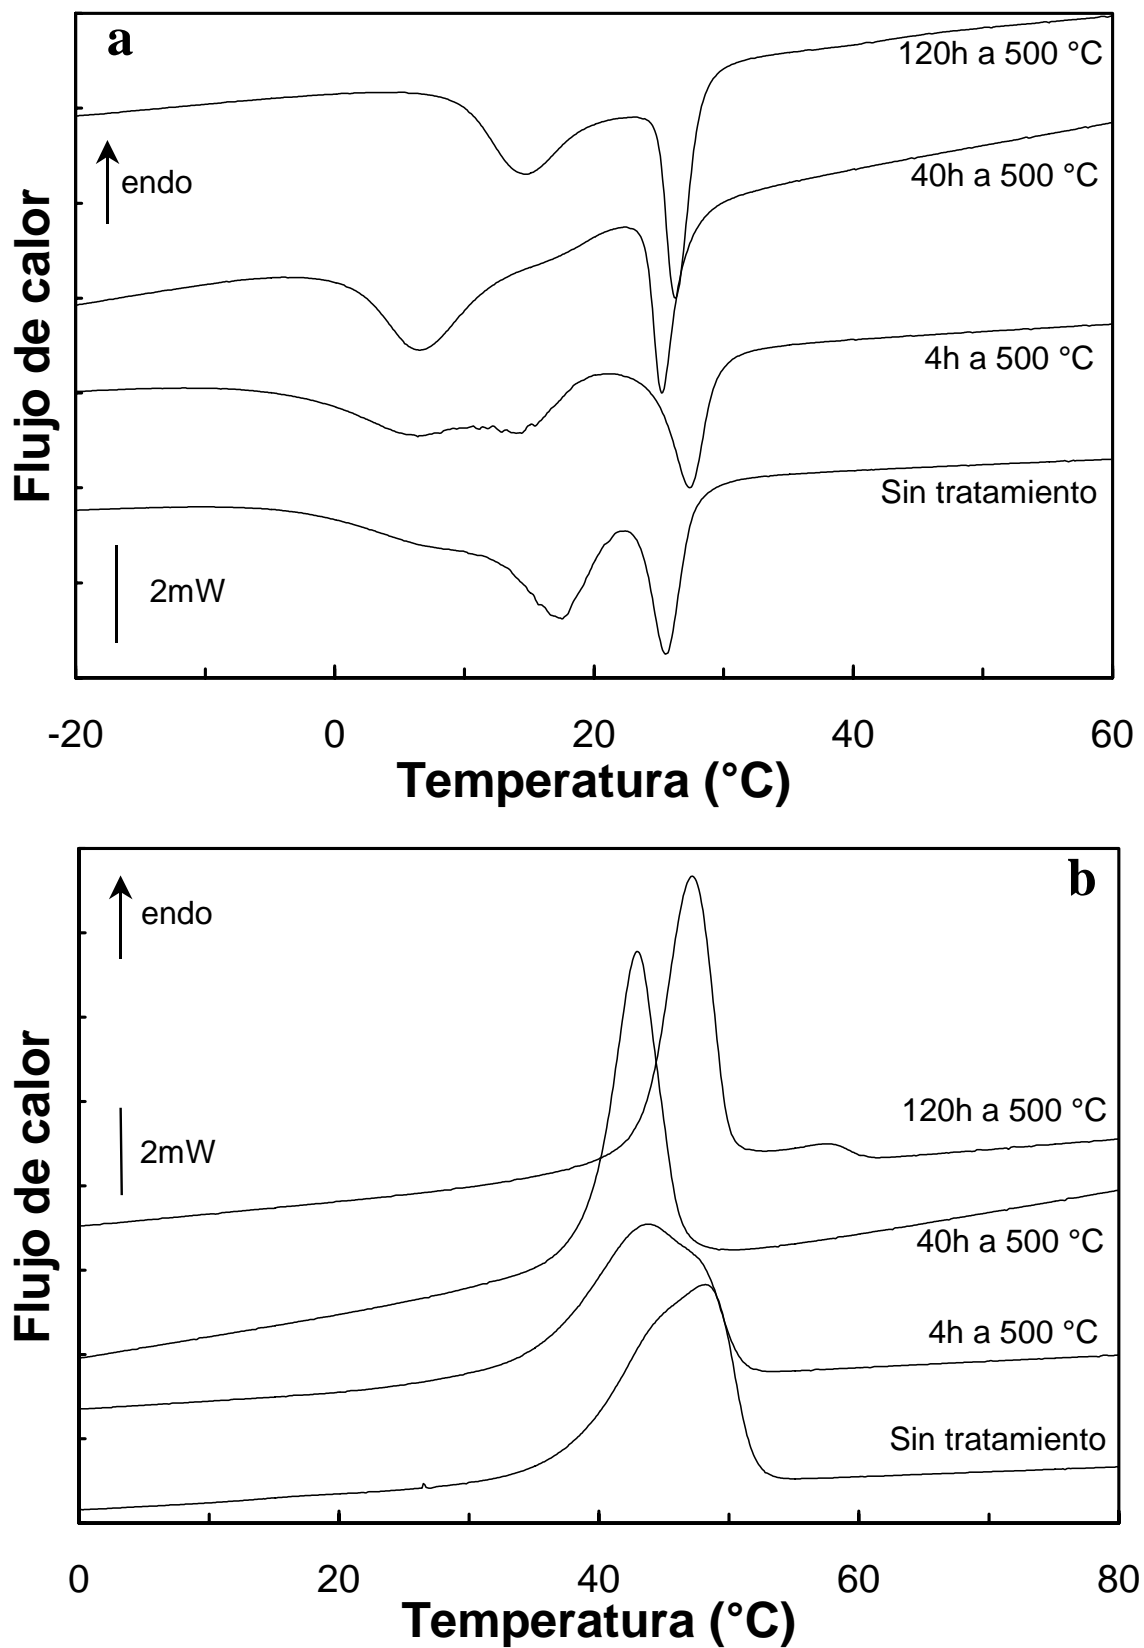 a
120h a 500 °C
endo
40h a 500 °C
4h a 500 °C
Sin tratamiento
2mW
Flujo de calor
-20 0 20 40 60
Temperatura (°C)
b
endo
120h a 500 °C
2mW
40h a 500 °C
4h a 500 °C
Sin tratamiento
Flujo de calor
0 20 40 60 80
Temperatura (°C)